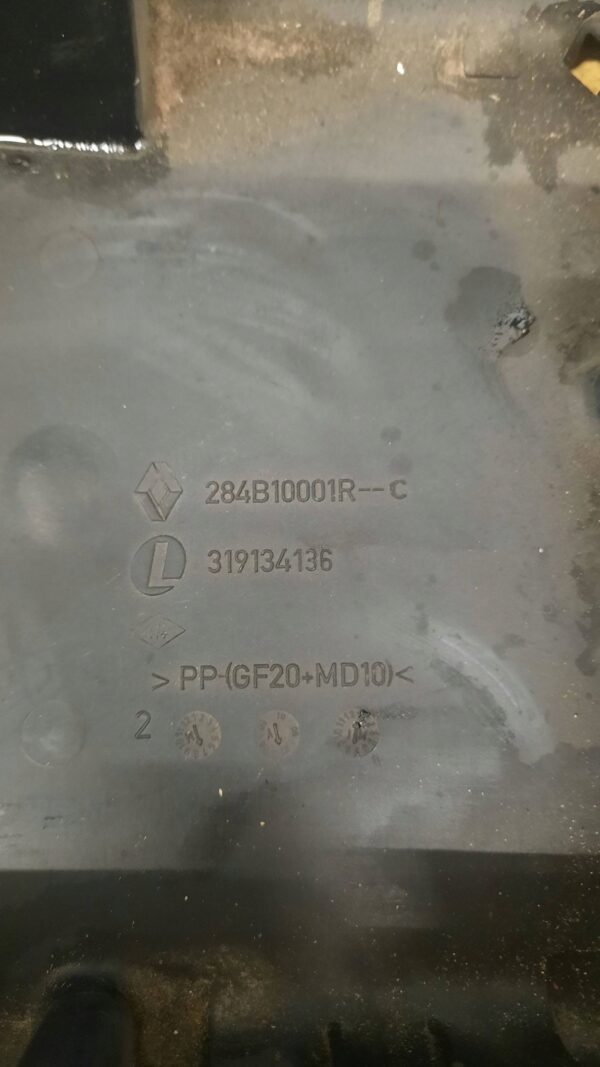 284B10001R--C
L 319134136
>PP-(GF20+MD10)<
2